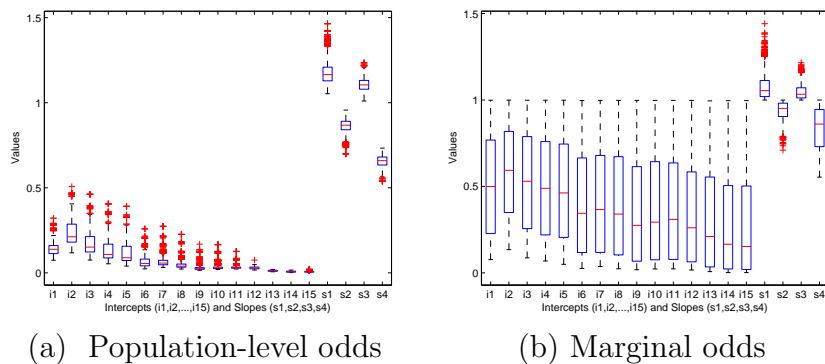 1.5
1
0.5
0
Values
i1 i2 i3 i4 i5 i6 i7 i8 i9 i10 i11 i12 i13 i14 i15 s1 s2 s3 s4
Intercepts (i1,i2,...,i15) and Slopes (s1,s2,s3,s4)
(a) Population-level odds
1.5
1
0.5
0
Values
i1 i2 i3 i4 i5 i6 i7 i8 i9 i10 i11 i12 i13 i14 i15 s1 s2 s3 s4
Intercepts (i1,i2,...,i15) and Slopes (s1,s2,s3,s4)
(b) Marginal odds